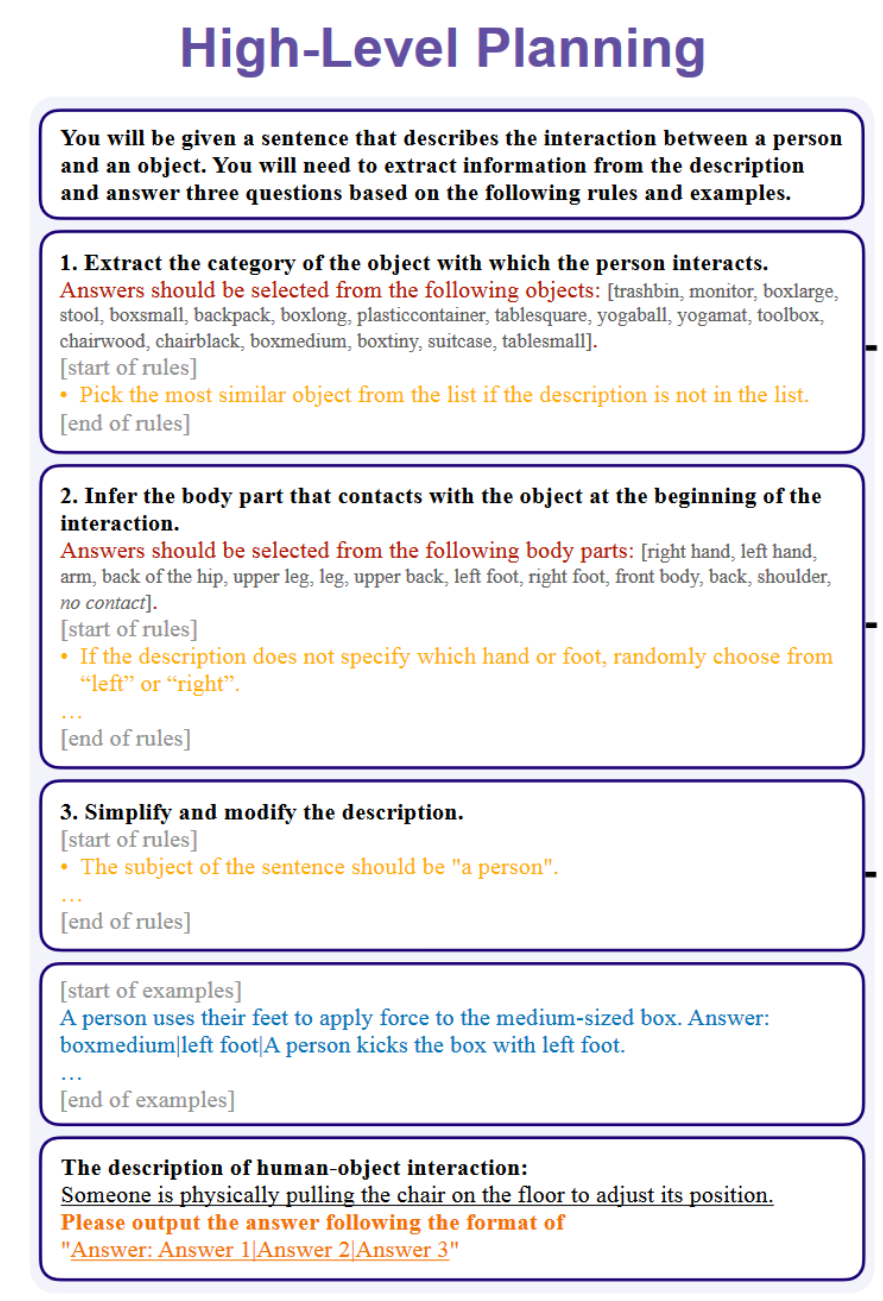 High-Level Planning
You will be given a sentence that describes the interaction between a person
and an object. You will need to extract information from the description
and answer three questions based on the following rules and examples.
1. Extract the category of the object with which the person interacts.
Answers should be selected from the following objects: [trashbin, monitor, boxlarge,
stool, boxsmall, backpack, boxlong, plasticcontainer, tablesquare, yogaball, yogamat, toolbox,
chairwood, chairblack, boxmedium, boxtiny, suitcase, tablesmall].
[start of rules]
• Pick the most similar object from the list if the description is not in the list.
[end of rules]
2. Infer the body part that contacts with the object at the beginning of the
interaction.
Answers should be selected from the following body parts: [right hand, left hand,
arm, back of the hip, upper leg, leg, upper back, left foot, right foot, front body, back, shoulder,
no contact].
[start of rules]
• If the description does not specify which hand or foot, randomly choose from
“left” or “right”.
…
[end of rules]
3. Simplify and modify the description.
[start of rules]
• The subject of the sentence should be "a person".
…
[end of rules]
[start of examples]
A person uses their feet to apply force to the medium-sized box. Answer:
boxmedium|left foot|A person kicks the box with left foot.
…
[end of examples]
The description of human-object interaction:
Someone is physically pulling the chair on the floor to adjust its position.
Please output the answer following the format of
"Answer: Answer 1|Answer 2|Answer 3"